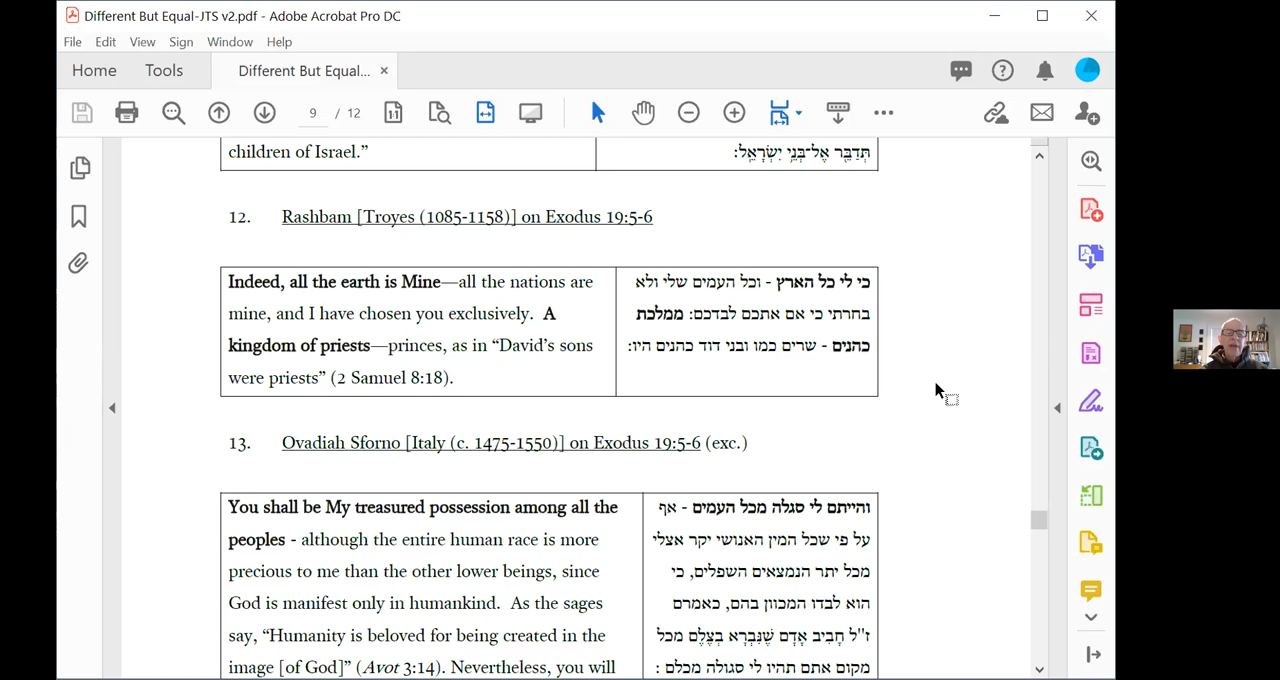 Different But Equal-JTS v2.pdf - Adobe Acrobat Pro DC
File Edit View Sign Window Help
Home Tools Different But Equal... ×
9 / 12
children of Israel.”
תְּדַבֵּ֖ר אֶל־בְּנֵ֥י יִשְׂרָאֵֽל׃
12. Rashbam [Troyes (1085-1158)] on Exodus 19:5-6
Indeed, all the earth is Mine—all the nations are
mine, and I have chosen you exclusively. A
kingdom of priests—princes, as in “David’s sons
were priests” (2 Samuel 8:18).
כי לי כל הארץ - וכל העמים שלי ולא
בחרתי כי אם אתכם לבדכם: ממלכת
כהנים - שרים כמו ובני דוד כהנים היו:
13. Ovadiah Sforno [Italy (c. 1475-1550)] on Exodus 19:5-6 (exc.)
You shall be My treasured possession among all the
peoples - although the entire human race is more
precious to me than the other lower beings, since
God is manifest only in humankind. As the sages
say, “Humanity is beloved for being created in the
image [of God]” (Avot 3:14). Nevertheless, you will
והייתם לי סגלה מכל העמים - אף
על פי שכל המין האנושי יקר אצלי
מכל יתר הנמצאים השפלים, כי
הוא לבדו המכוון בהם, כאמרם
ז"ל חָבִיב אָדָם שֶׁנִּבְרָא בְצֶלֶם מכל
מקום אתם תהיו לי סגולה מכלם :